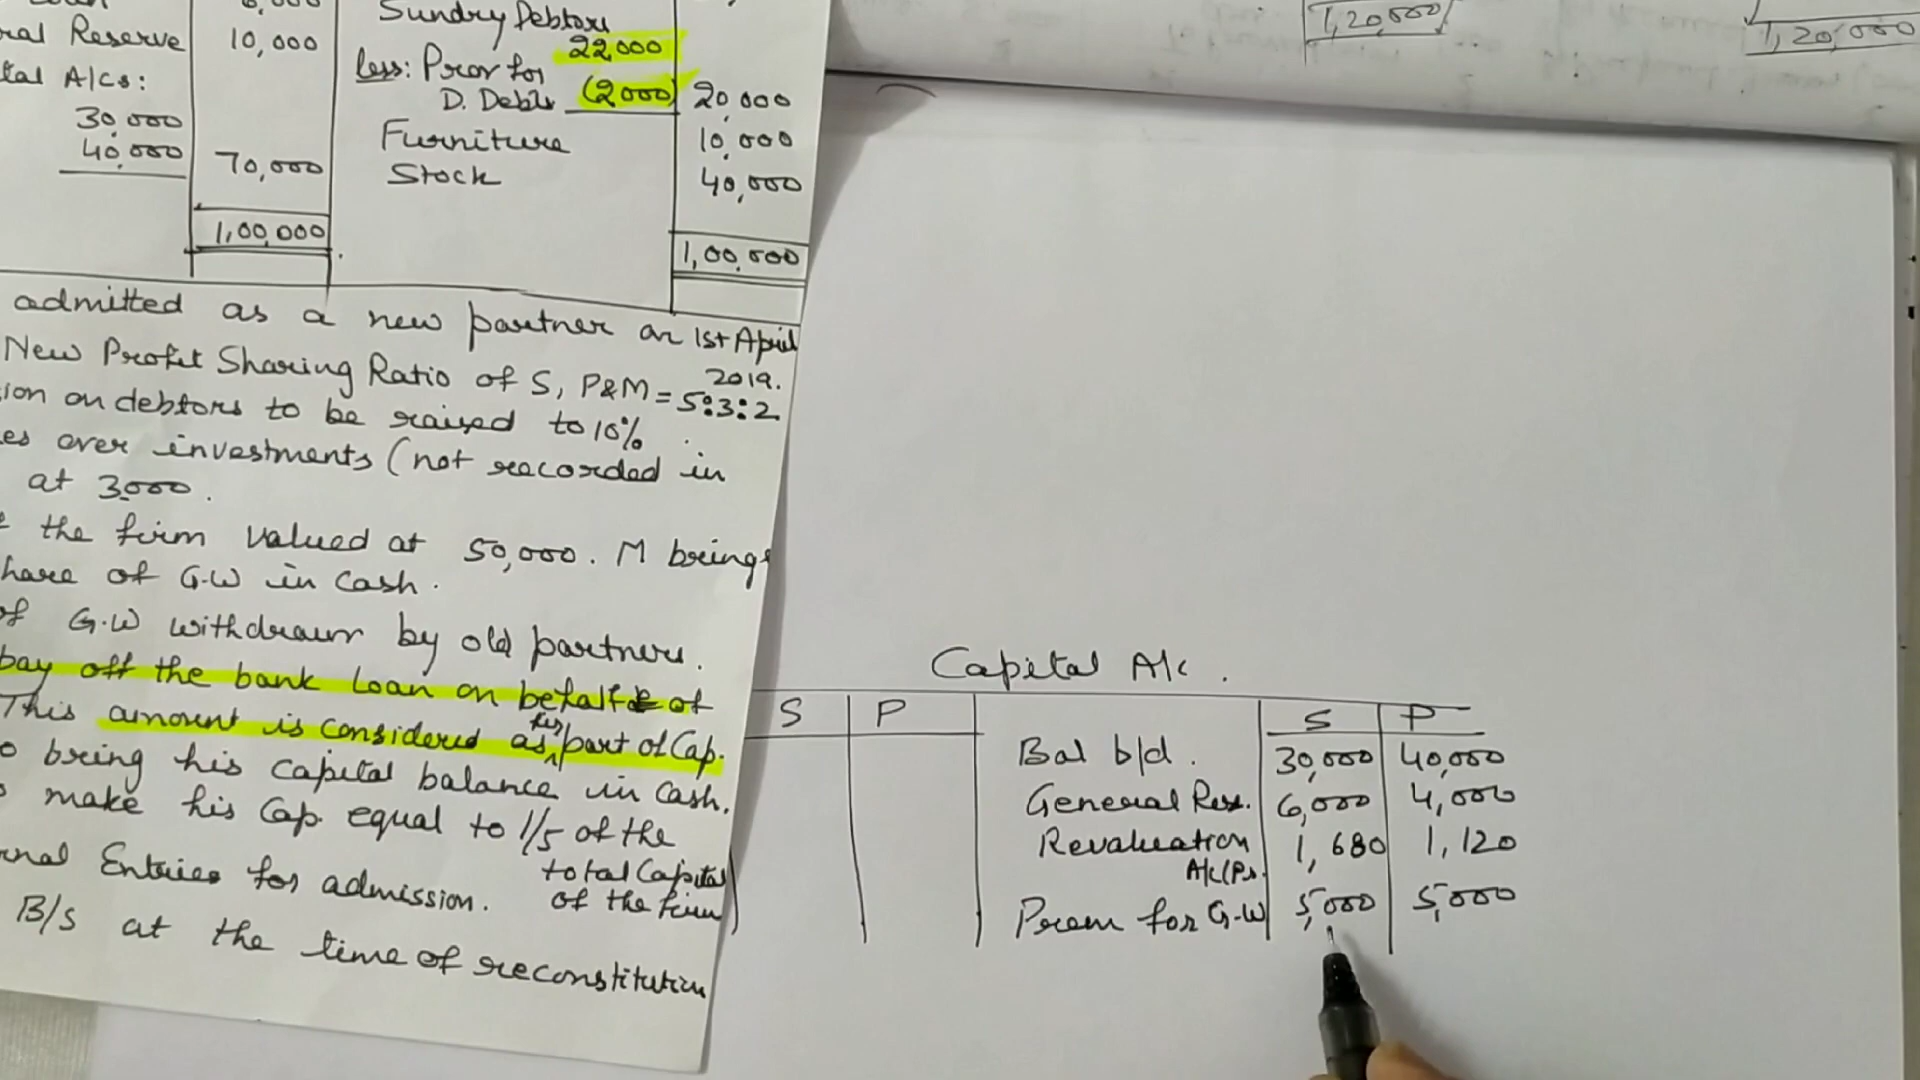 Sundry Debtors
ral Reserve 10,000 22,000
tal A/Cs: Less: Prov for
D. Debts (2000) 20,000
30,000 Furniture 10,000
40,000 70,000 Stock 40,000
1,00,000 1,00,000
1,20,000 1,20,000
admitted as a new partner on 1st April
2019.
New Profit Sharing Ratio of S, P&M = 5:3:2
ion on debtors to be raised to 10%.
es over investments (not recorded in
at 3000.
the firm valued at 50,000. M brings
hare of G.W in cash.
of G.W withdrawn by old partners.
pay off the bank loan on behalf of
This amount is considered as his part of Cap.
o bring his capital balance in cash.
make his Cap. equal to 1/5 of the
total Capital
of the firm
rnal Entries for admission.
B/S at the time of reconstitution
Capital A/c.
S P S P
Bal b/d. 30,000 40,000
General Res. 6,000 4,000
Revaluation 1,680 1,120
A/c (Pr.
Prem for G.W 5,000 5,000